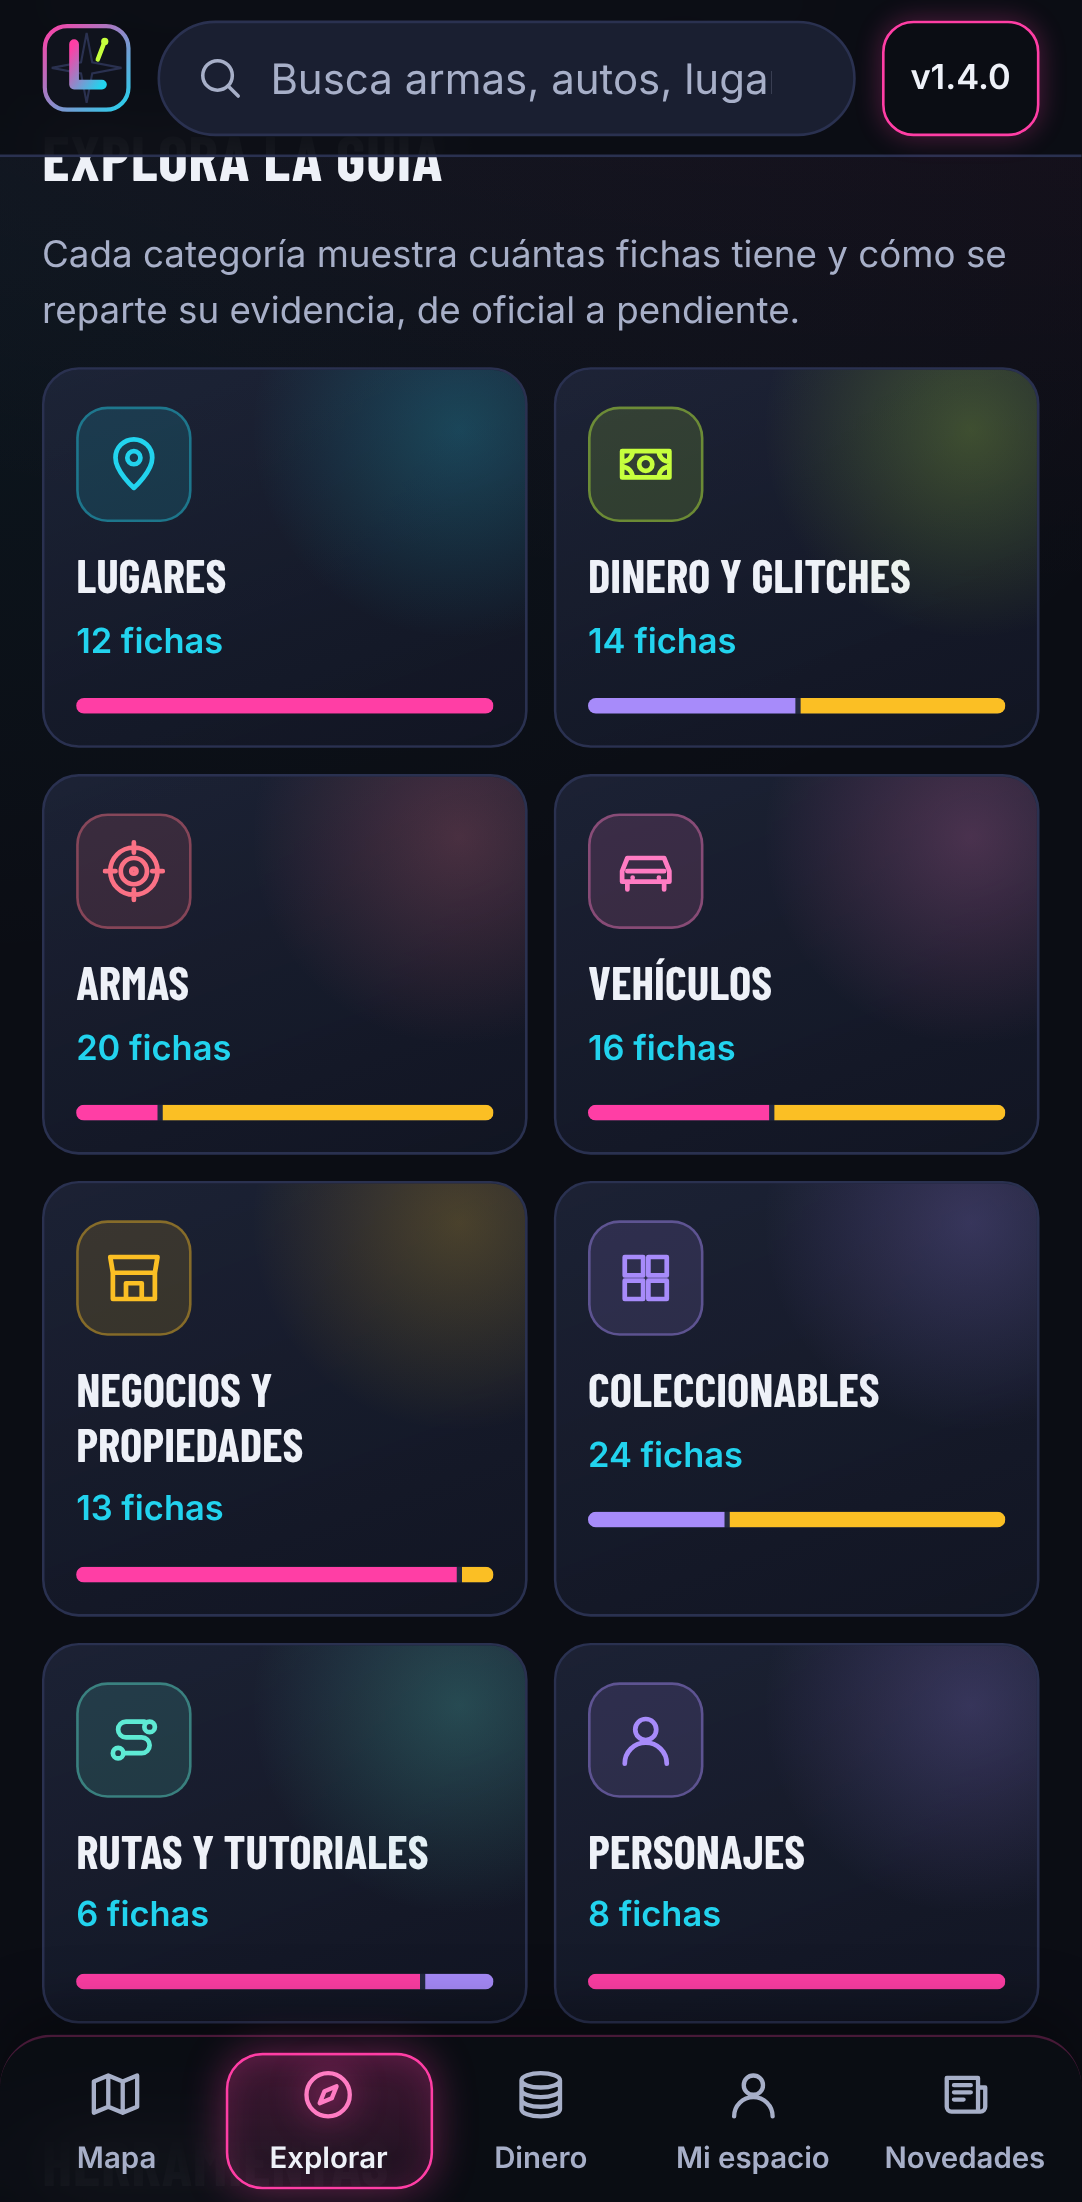 Busca armas, autos, luga
v1.4.0
EXPLORA LA GUÍA
Cada categoría muestra cuántas fichas tiene y cómo se
reparte su evidencia, de oficial a pendiente.
LUGARES
12 fichas
DINERO Y GLITCHES
14 fichas
ARMAS
20 fichas
VEHÍCULOS
16 fichas
NEGOCIOS Y
PROPIEDADES
13 fichas
COLECCIONABLES
24 fichas
RUTAS Y TUTORIALES
6 fichas
PERSONAJES
8 fichas
Mapa
Explorar
Dinero
Mi espacio
Novedades